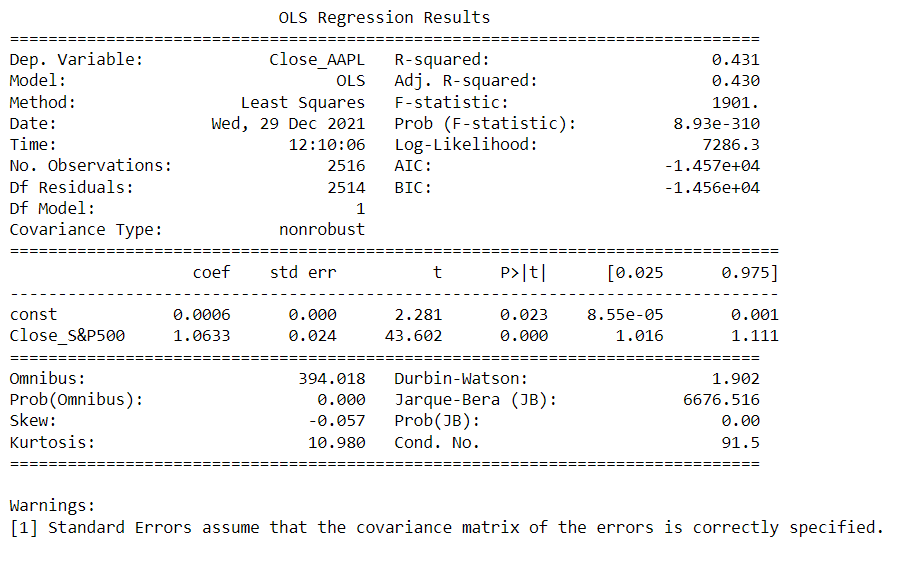 OLS Regression Results
==============================================================================
Dep. Variable: Close_AAPL R-squared: 0.431
Model: OLS Adj. R-squared: 0.430
Method: Least Squares F-statistic: 1901.
Date: Wed, 29 Dec 2021 Prob (F-statistic): 8.93e-310
Time: 12:10:06 Log-Likelihood: 7286.3
No. Observations: 2516 AIC: -1.457e+04
Df Residuals: 2514 BIC: -1.456e+04
Df Model: 1
Covariance Type: nonrobust
================================================================================
coef std err t P>|t| [0.025 0.975]
--------------------------------------------------------------------------------
const 0.0006 0.000 2.281 0.023 8.55e-05 0.001
Close_S&P500 1.0633 0.024 43.602 0.000 1.016 1.111
==============================================================================
Omnibus: 394.018 Durbin-Watson: 1.902
Prob(Omnibus): 0.000 Jarque-Bera (JB): 6676.516
Skew: -0.057 Prob(JB): 0.00
Kurtosis: 10.980 Cond. No. 91.5
==============================================================================
Warnings:
[1] Standard Errors assume that the covariance matrix of the errors is correctly specified.